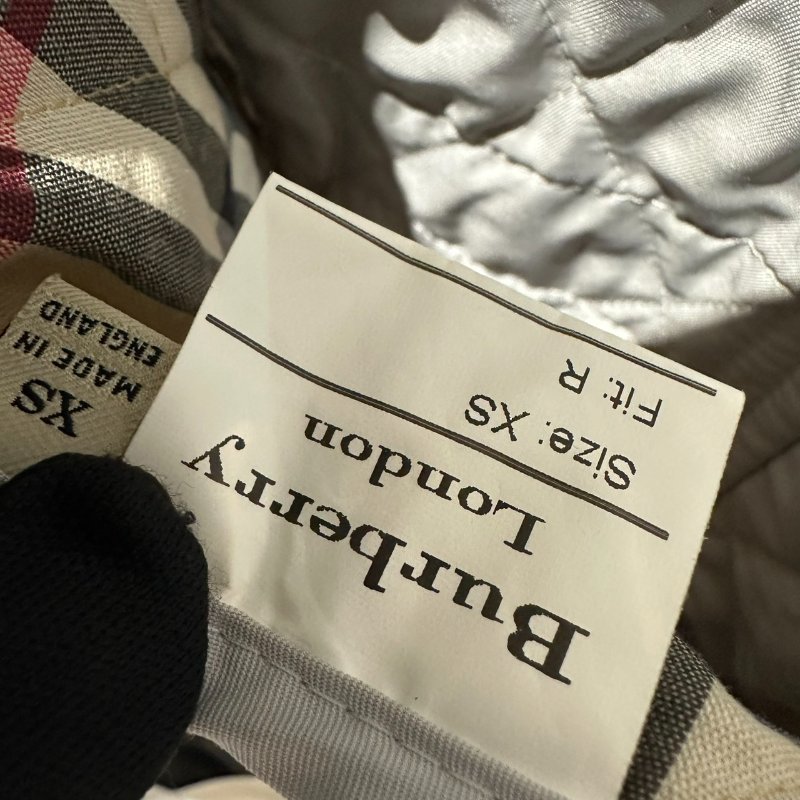 Burberry
London
Size: XS
Fit: R
XS
MADE IN
ENGLAND